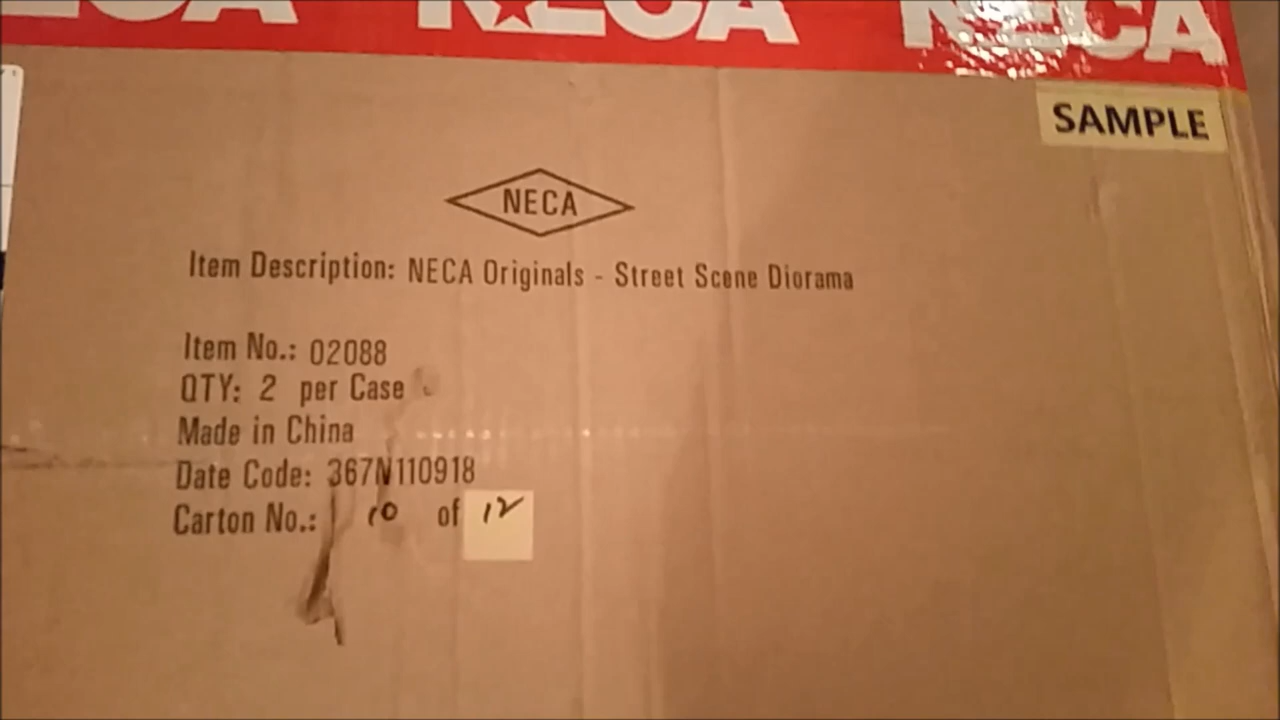 ECA NECA NECA
SAMPLE
NECA
Item Description: NECA Originals - Street Scene Diorama
Item No.: 02088
QTY: 2 per Case
Made in China
Date Code: 367N110918
Carton No.: 10 of 12